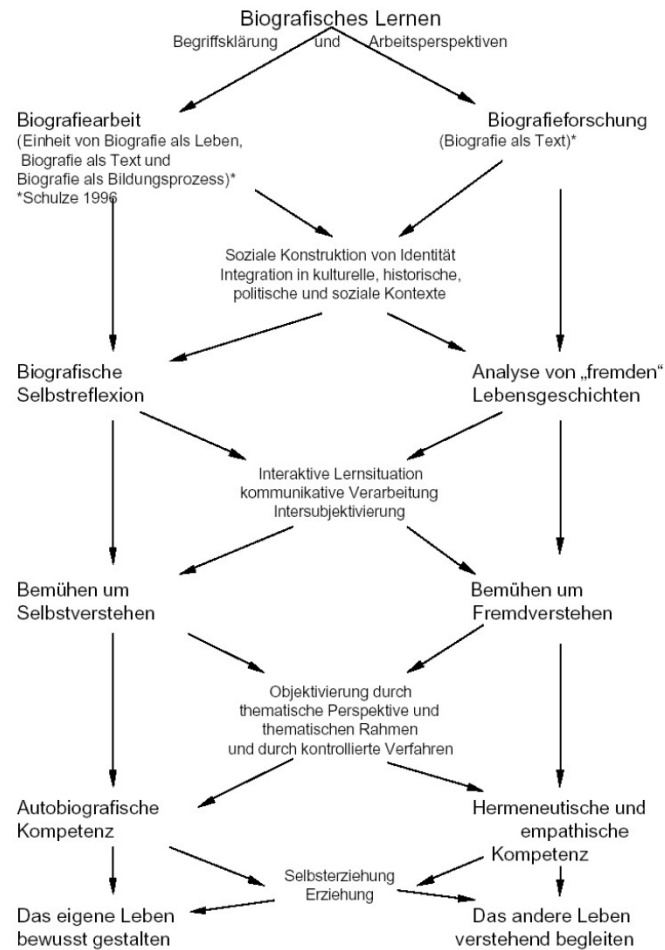 Biografisches Lernen
Begriffsklärung und Arbeitsperspektiven
Biografiearbeit
(Einheit von Biografie als Leben,
Biografie als Text und
Biografie als Bildungsprozess)*
*Schulze 1996
Biografieforschung
(Biografie als Text)*
Soziale Konstruktion von Identität
Integration in kulturelle, historische,
politische und soziale Kontexte
Biografische
Selbstreflexion
Analyse von „fremden“
Lebensgeschichten
Interaktive Lernsituation
kommunikative Verarbeitung
Intersubjektivierung
Bemühen um
Selbstverstehen
Bemühen um
Fremdverstehen
Objektivierung durch
thematische Perspektive und
thematischen Rahmen
und durch kontrollierte Verfahren
Autobiografische
Kompetenz
Hermeneutische und
empathische
Kompetenz
Selbsterziehung
Erziehung
Das eigene Leben
bewusst gestalten
Das andere Leben
verstehend begleiten